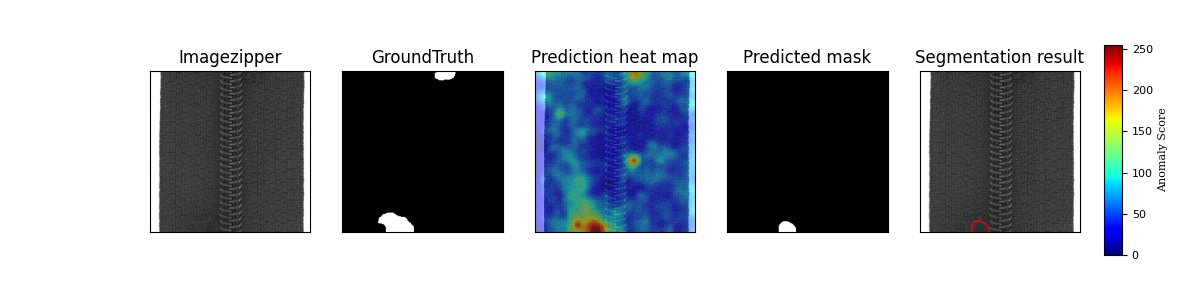 Imagezipper
GroundTruth
Prediction heat map
Predicted mask
Segmentation result
250
200
150
100
50
0
Anomaly Score